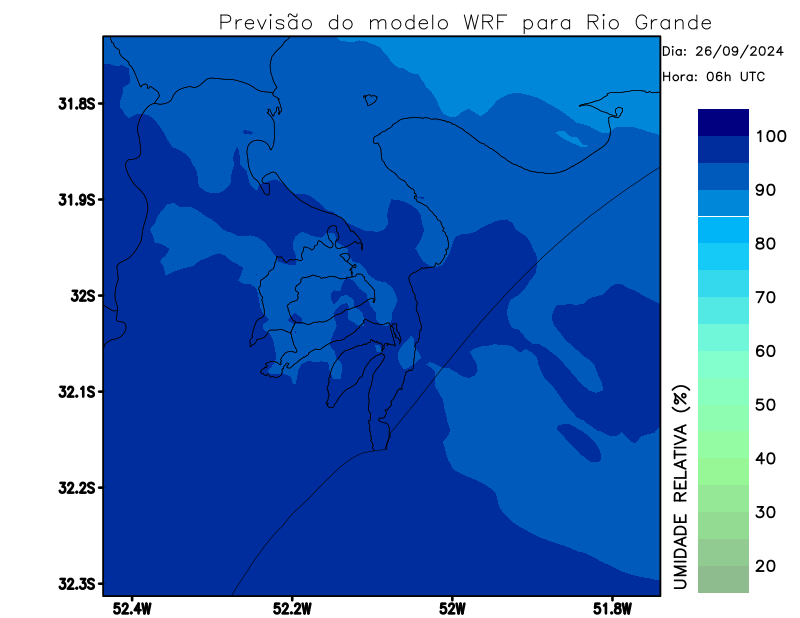 Previsão do modelo WRF para Rio Grande
Dia: 26/09/2024
Hora: 06h UTC
31.8S
31.9S
32S
32.1S
32.2S
32.3S
52.4W
52.2W
52W
51.8W
100
90
80
70
60
50
40
30
20
UMIDADE RELATIVA (%)